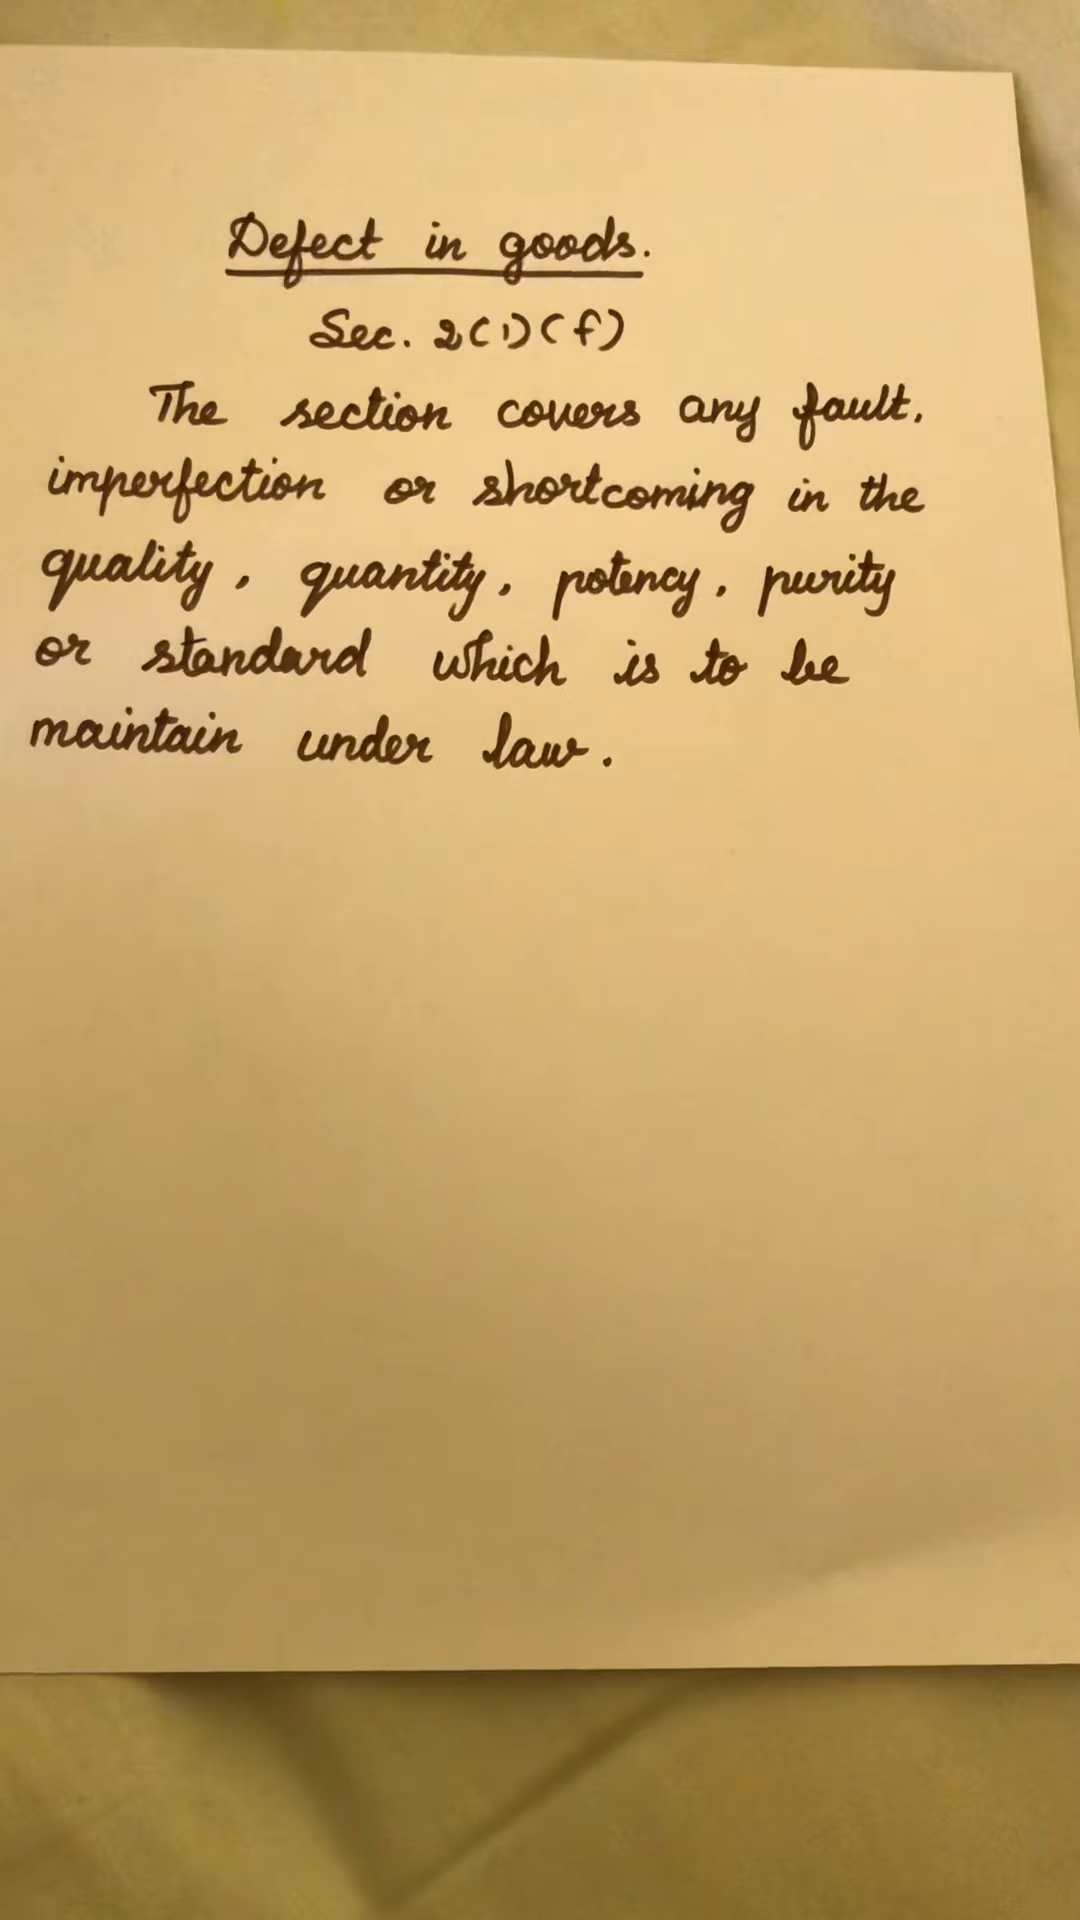 Defect in goods.
Sec. 2(1)(f)
The section covers any fault,
imperfection or shortcoming in the
quality, quantity, potency, purity
or standard which is to be
maintain under law.